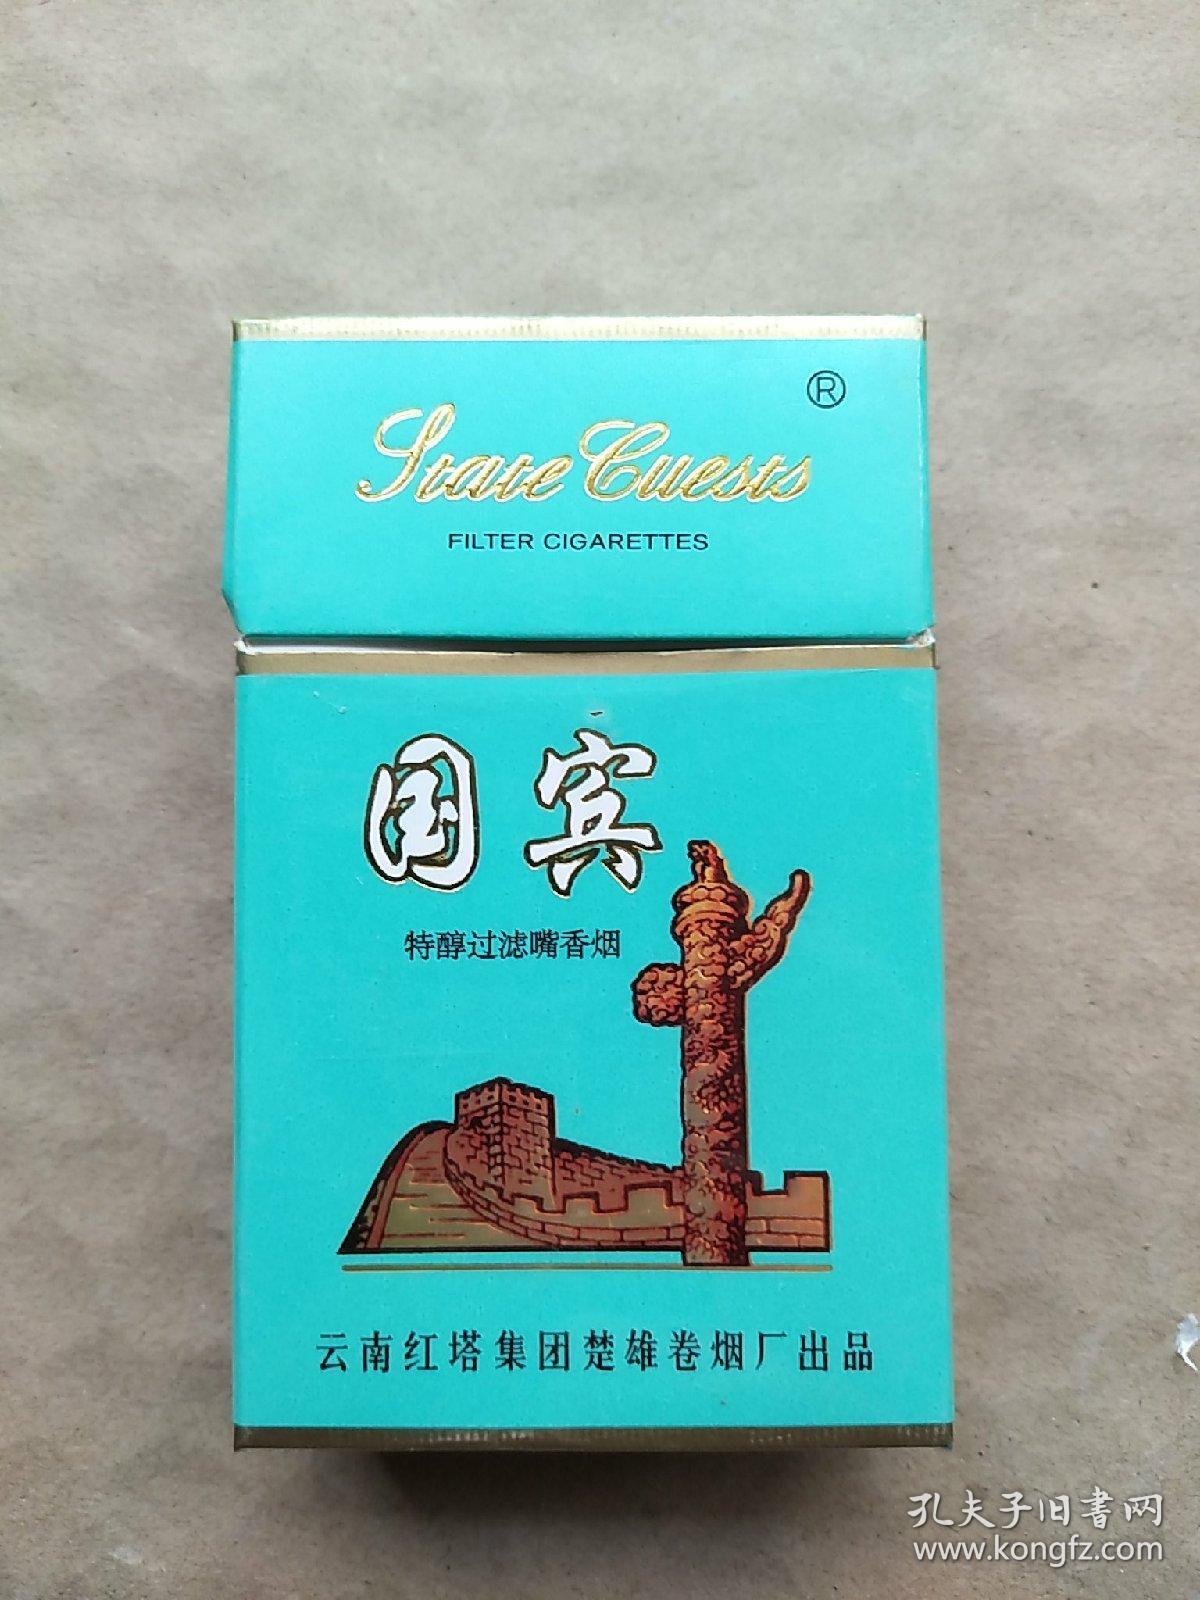 ®
State Guests
FILTER CIGARETTES
国宾
特醇过滤嘴香烟
云南红塔集团楚雄卷烟厂出品
孔夫子旧书网
www.kongfz.com